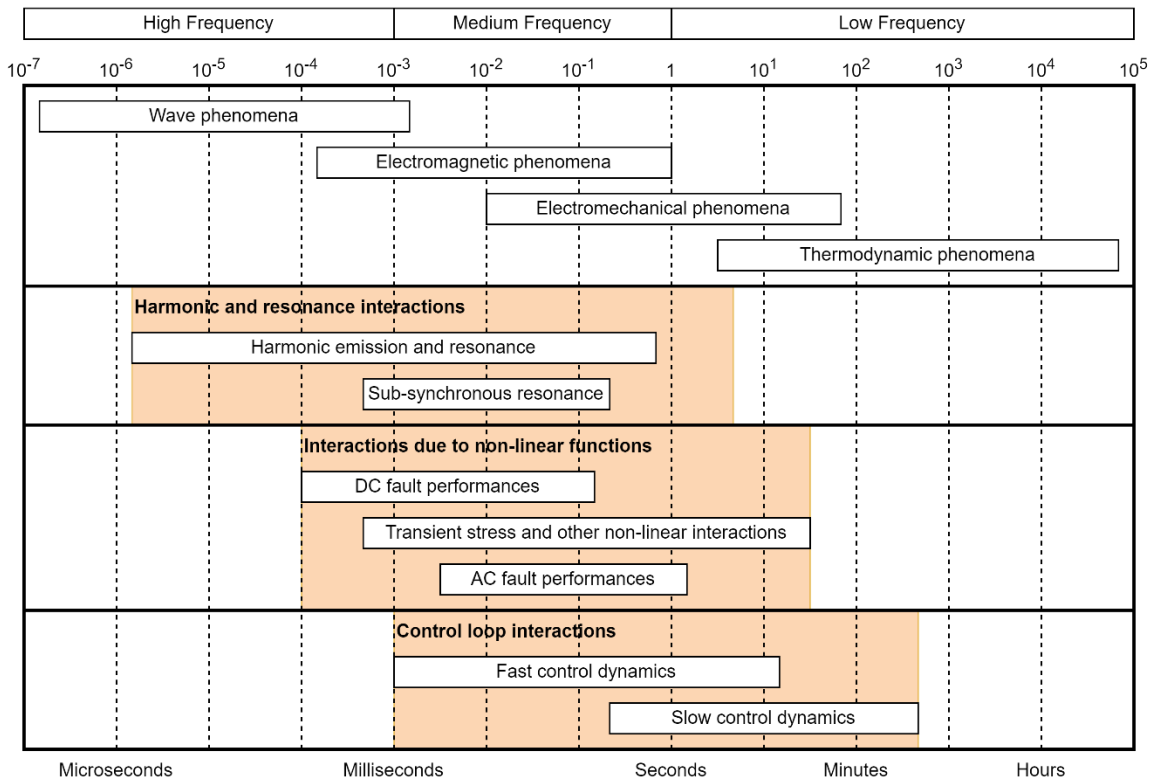 High Frequency Medium Frequency Low Frequency
10⁻⁷ 10⁻⁶ 10⁻⁵ 10⁻⁴ 10⁻³ 10⁻² 10⁻¹ 1 10¹ 10² 10³ 10⁴ 10⁵
Wave phenomena
Electromagnetic phenomena
Electromechanical phenomena
Thermodynamic phenomena
Harmonic and resonance interactions
Harmonic emission and resonance
Sub-synchronous resonance
Interactions due to non-linear functions
DC fault performances
Transient stress and other non-linear interactions
AC fault performances
Control loop interactions
Fast control dynamics
Slow control dynamics
Microseconds Milliseconds Seconds Minutes Hours